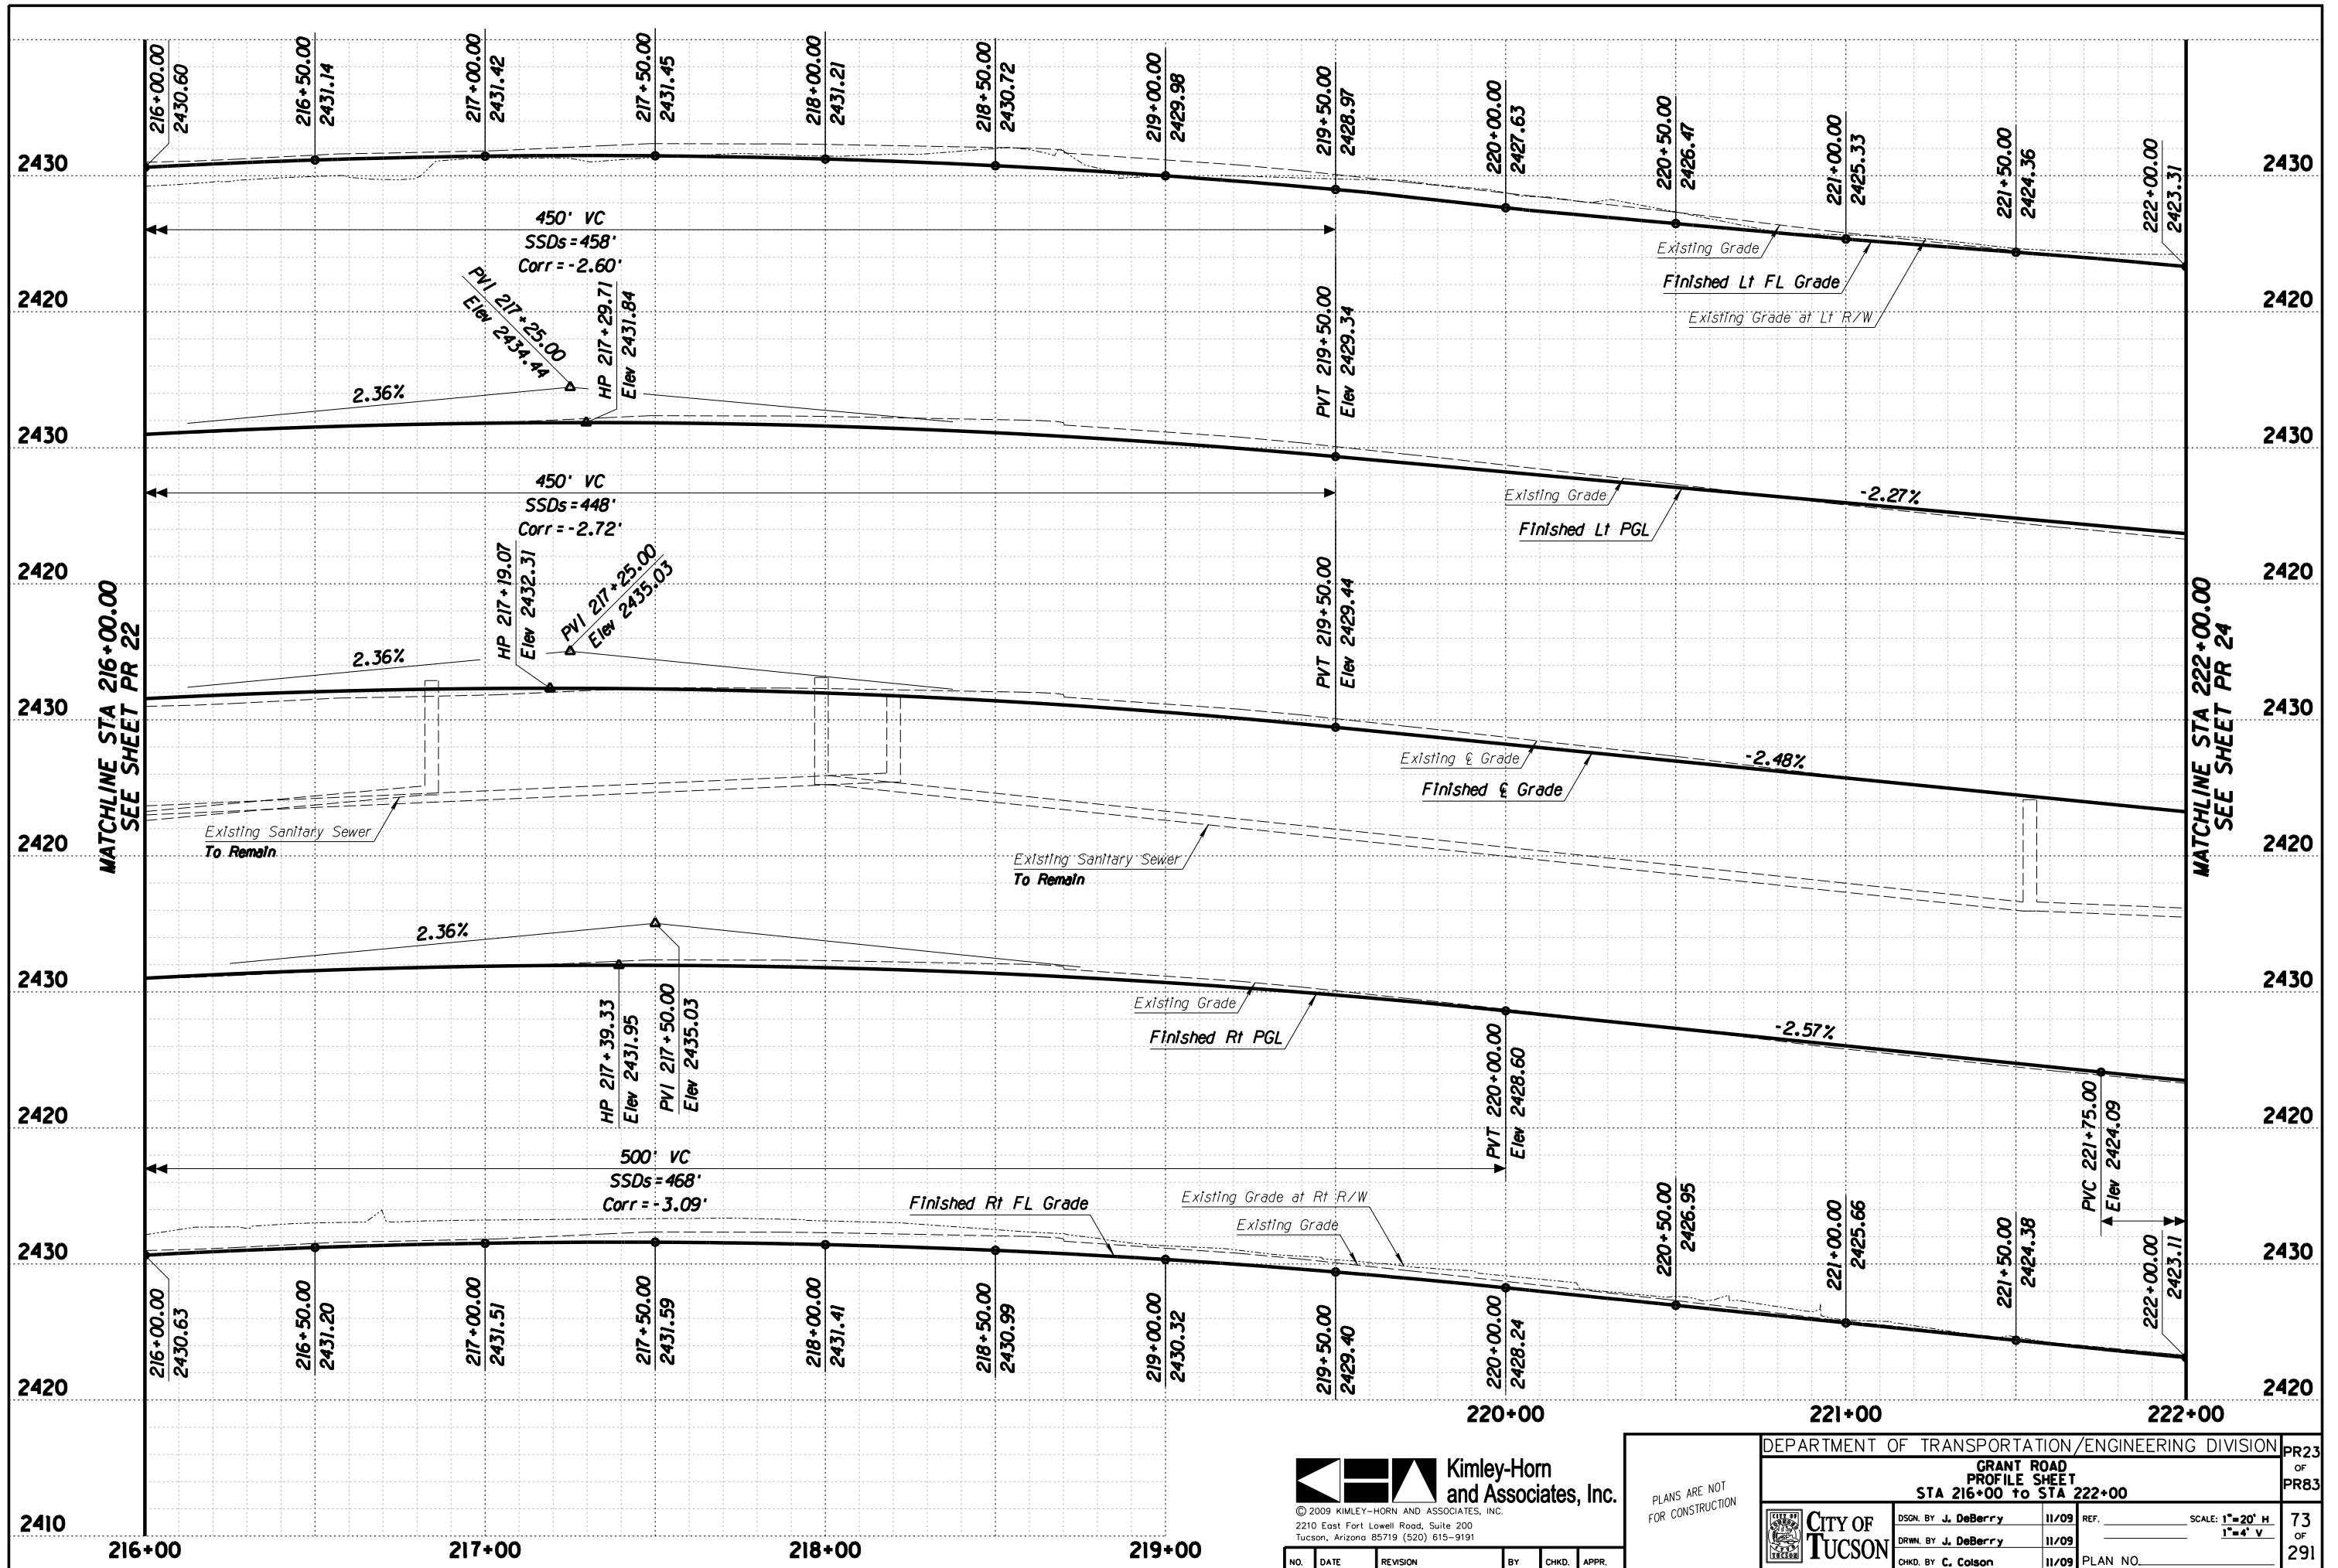 216+00.00
2430.60
216+50.00
2431.14
217+00.00
2431.42
217+50.00
2431.45
218+00.00
2431.21
218+50.00
2430.72
219+00.00
2429.98
219+50.00
2428.97
220+00.00
2427.63
220+50.00
2426.47
221+00.00
2425.33
221+50.00
2424.36
222+00.00
2423.31
2430
2430
450' VC
SSDs=458'
Corr=-2.60'
Existing Grade
Finished Lt FL Grade
Existing Grade at Lt R/W
2420
2420
PVI 217+25.00
Elev 2434.44
HP 217+29.71
Elev 2431.84
PVT 219+50.00
Elev 2429.34
2.36%
2430
2430
450' VC
SSDs=448'
Corr=-2.72'
Existing Grade
Finished Lt PGL
-2.27%
2420
2420
HP 217+19.07
Elev 2432.31
PVI 217+25.00
Elev 2435.03
PVT 219+50.00
Elev 2429.44
2.36%
MATCHLINE STA 216+00.00
SEE SHEET PR 22
MATCHLINE STA 222+00.00
SEE SHEET PR 24
2430
2430
Existing ℄ Grade
Finished ℄ Grade
-2.48%
Existing Sanitary Sewer
To Remain
2420
2420
Existing Sanitary Sewer
To Remain
2.36%
2430
2430
Existing Grade
Finished Rt PGL
-2.57%
HP 217+39.33
Elev 2431.95
PVI 217+50.00
Elev 2435.03
PVT 220+00.00
Elev 2428.60
PVC 221+75.00
Elev 2424.09
2420
2420
500' VC
SSDs=468'
Corr=-3.09'
Finished Rt FL Grade
Existing Grade at Rt R/W
Existing Grade
2430
2430
216+00.00
2430.63
216+50.00
2431.20
217+00.00
2431.51
217+50.00
2431.59
218+00.00
2431.41
218+50.00
2430.99
219+00.00
2430.32
219+50.00
2429.40
220+00.00
2428.24
220+50.00
2426.95
221+00.00
2425.66
221+50.00
2424.38
222+00.00
2423.11
2420
2420
220+00
221+00
222+00
2410
216+00
217+00
218+00
219+00
Kimley-Horn
and Associates, Inc.
© 2009 KIMLEY-HORN AND ASSOCIATES, INC.
2210 East Fort Lowell Road, Suite 200
Tucson, Arizona 85719 (520) 615-9191
NO. DATE REVISION BY CHKD. APPR.
PLANS ARE NOT
FOR CONSTRUCTION
DEPARTMENT OF TRANSPORTATION/ENGINEERING DIVISION
GRANT ROAD
PROFILE SHEET
STA 216+00 to STA 222+00
PR23
OF
PR83
CITY OF
TUCSON
DSGN. BY J. DeBerry 11/09 REF. SCALE: 1"=20' H
1"=4' V
DRWN. BY J. DeBerry 11/09
CHKD. BY C. Colson 11/09 PLAN NO.
73
OF
291